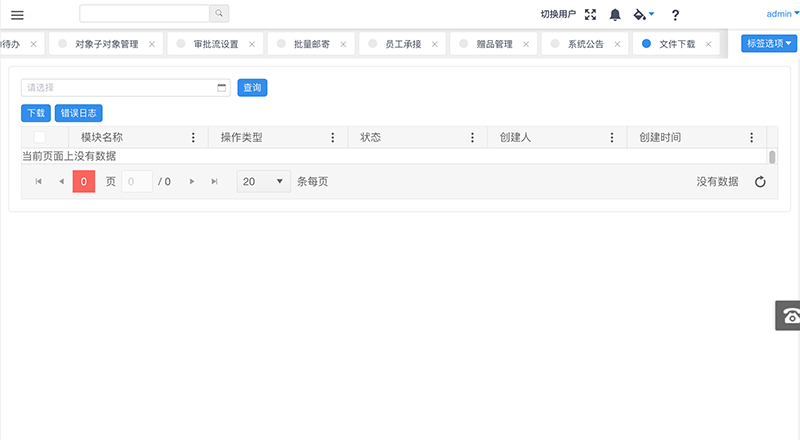 切换用户 ? admin
待办 对象子对象管理 审批流设置 批量邮寄 员工承接 赠品管理 系统公告 文件下载 标签选项
请选择 查询
下载 错误日志
模块名称 操作类型 状态 创建人 创建时间
当前页面上没有数据
0 页 0 / 0 20 条每页 没有数据